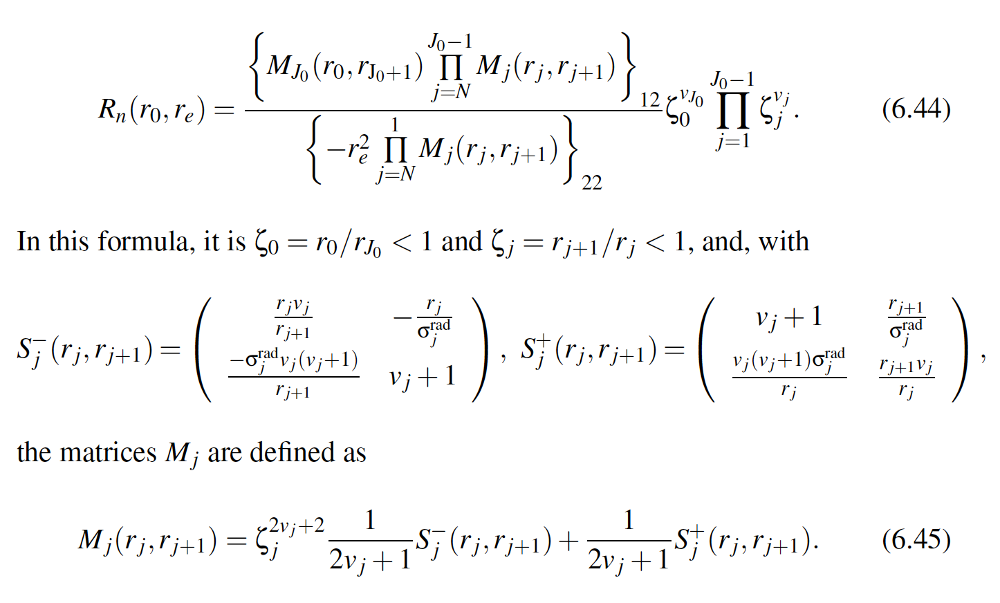 $$R_n(r_0, r_e) = \frac{\left\{ M_{J_0}(r_0, r_{\mathrm{J}_0+1}) \prod\limits_{j=N}^{J_0-1} M_j(r_j, r_{j+1}) \right\}_{12}}{\left\{ -r_e^2 \prod\limits_{j=N}^{1} M_j(r_j, r_{j+1}) \right\}_{22}} \zeta_0^{\nu_{J_0}} \prod_{j=1}^{J_0-1} \zeta_j^{\nu_j}. \quad (6.44)$$
In this formula, it is $\zeta_0 = r_0/r_{J_0} < 1$ and $\zeta_j = r_{j+1}/r_j < 1$, and, with
$$S_j^-(r_j, r_{j+1}) = \begin{pmatrix} \frac{r_j \nu_j}{r_{j+1}} & -\frac{r_j}{\sigma_j^{\mathrm{rad}}} \\ \frac{-\sigma_j^{\mathrm{rad}} \nu_j(\nu_j+1)}{r_{j+1}} & \nu_j+1 \end{pmatrix}, \; S_j^+(r_j, r_{j+1}) = \begin{pmatrix} \nu_j+1 & \frac{r_{j+1}}{\sigma_j^{\mathrm{rad}}} \\ \frac{\nu_j(\nu_j+1)\sigma_j^{\mathrm{rad}}}{r_j} & \frac{r_{j+1}\nu_j}{r_j} \end{pmatrix},$$
the matrices $M_j$ are defined as
$$M_j(r_j, r_{j+1}) = \zeta_j^{2\nu_j+2} \frac{1}{2\nu_j+1} S_j^-(r_j, r_{j+1}) + \frac{1}{2\nu_j+1} S_j^+(r_j, r_{j+1}). \quad (6.45)$$